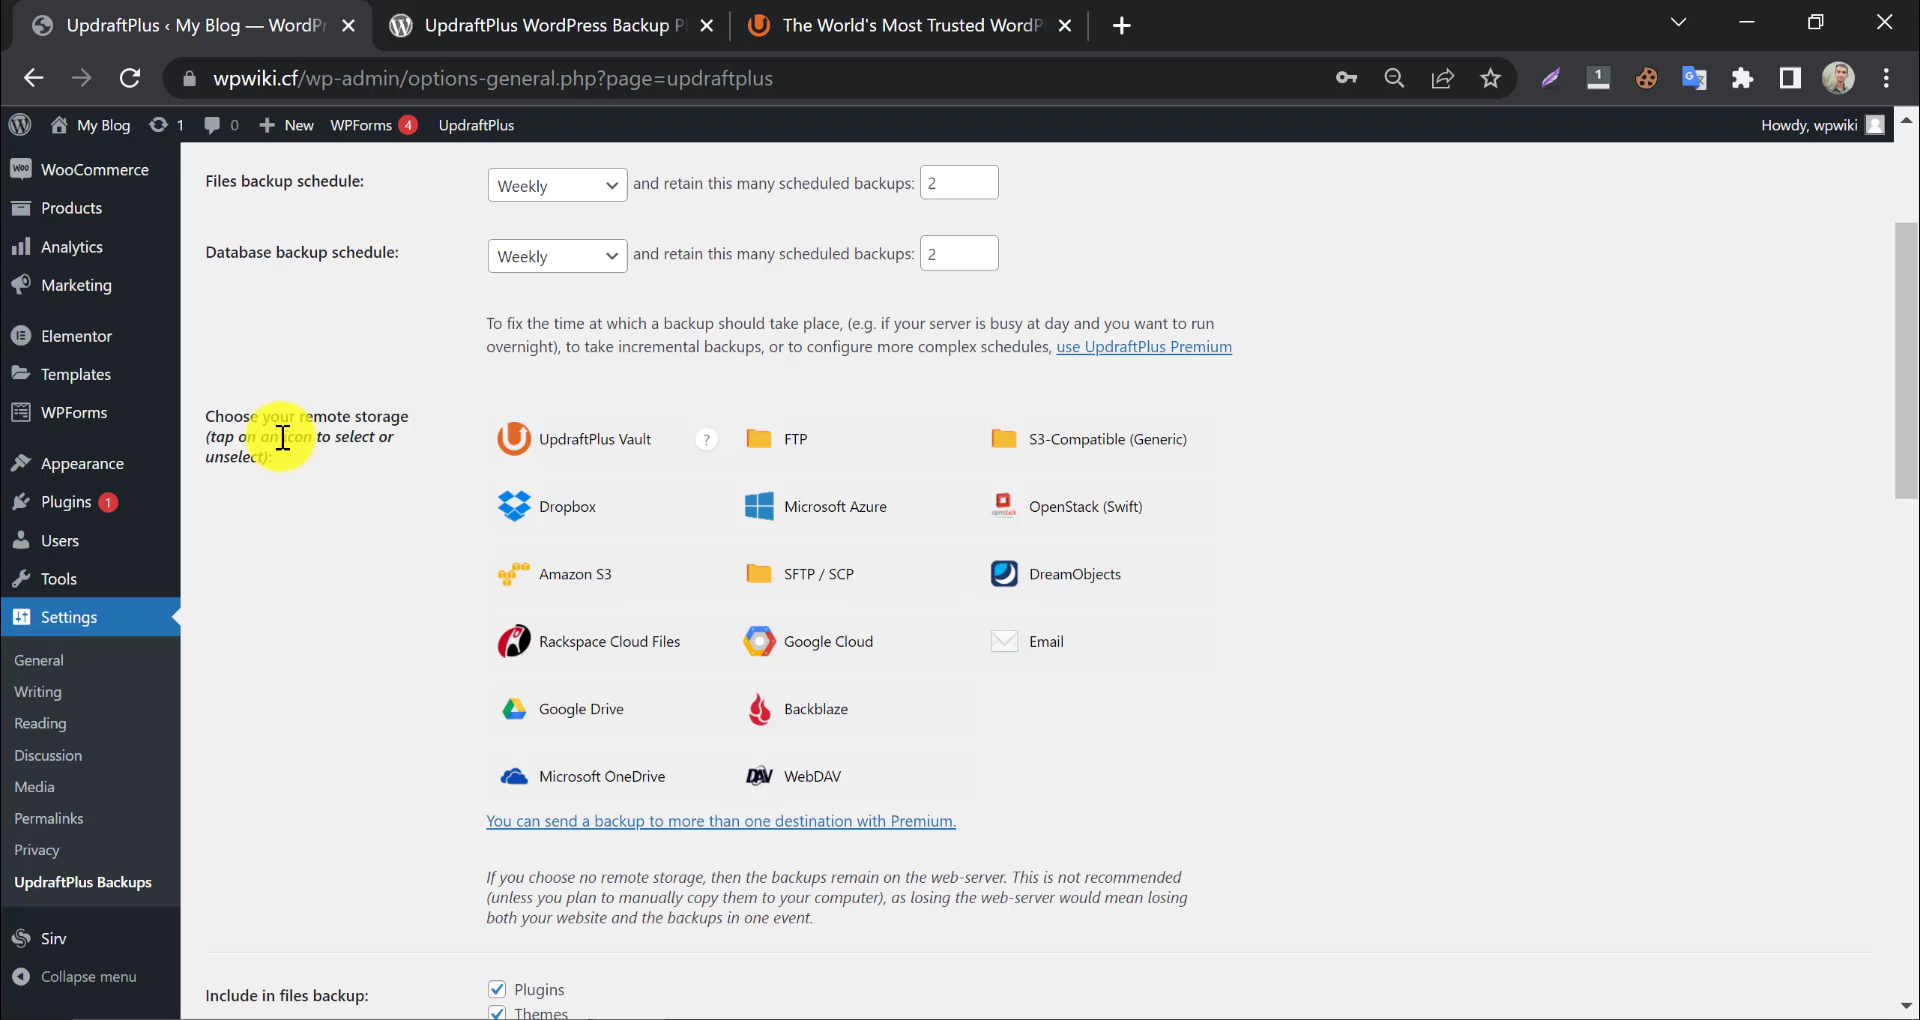 UpdraftPlus ‹ My Blog — WordPr
UpdraftPlus WordPress Backup P
The World's Most Trusted WordP
wpwiki.cf/wp-admin/options-general.php?page=updraftplus
1
My Blog
1
0
New
WPForms 4
UpdraftPlus
Howdy, wpwiki
WooCommerce
Products
Analytics
Marketing
Elementor
Templates
WPForms
Appearance
Plugins 1
Users
Tools
Settings
General
Writing
Reading
Discussion
Media
Permalinks
Privacy
UpdraftPlus Backups
Sirv
Collapse menu
Files backup schedule:
Weekly
and retain this many scheduled backups: 2
Database backup schedule:
Weekly
and retain this many scheduled backups: 2
To fix the time at which a backup should take place, (e.g. if your server is busy at day and you want to run
overnight), to take incremental backups, or to configure more complex schedules, use UpdraftPlus Premium
Choose your remote storage
(tap on an icon to select or
unselect):
UpdraftPlus Vault ?
FTP
S3-Compatible (Generic)
Dropbox
Microsoft Azure
openstack
OpenStack (Swift)
Amazon S3
SFTP / SCP
DreamObjects
Rackspace Cloud Files
Google Cloud
Email
Google Drive
Backblaze
Microsoft OneDrive
DAV WebDAV
You can send a backup to more than one destination with Premium.
If you choose no remote storage, then the backups remain on the web-server. This is not recommended
(unless you plan to manually copy them to your computer), as losing the web-server would mean losing
both your website and the backups in one event.
Include in files backup:
Plugins
Themes